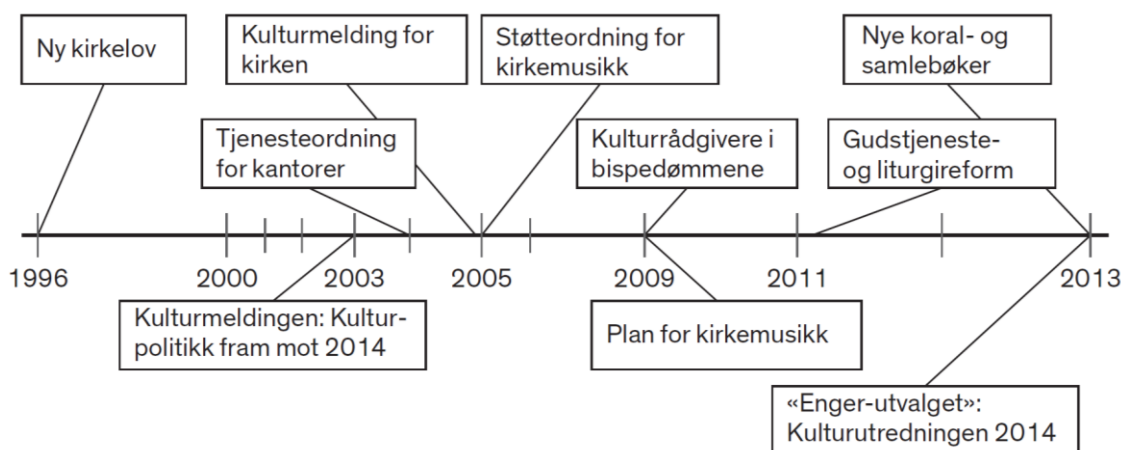 Ny kirkelov
Kulturmelding for
kirken
Støtteordning for
kirkemusikk
Nye koral- og
samlebøker
Tjenesteordning
for kantorer
Kulturrådgivere i
bispedømmene
Gudstjeneste-
og liturgireform
1996
2000
2003
2005
2009
2011
2013
Kulturmeldingen: Kultur-
politikk fram mot 2014
Plan for kirkemusikk
«Enger-utvalget»:
Kulturutredningen 2014